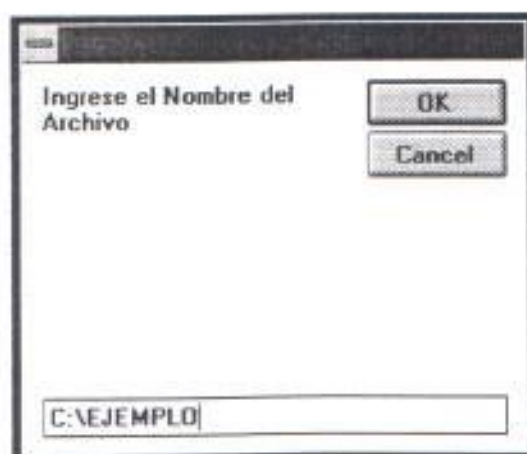 Ingrese el Nombre del
Archivo
OK
Cancel
C:\EJEMPLO